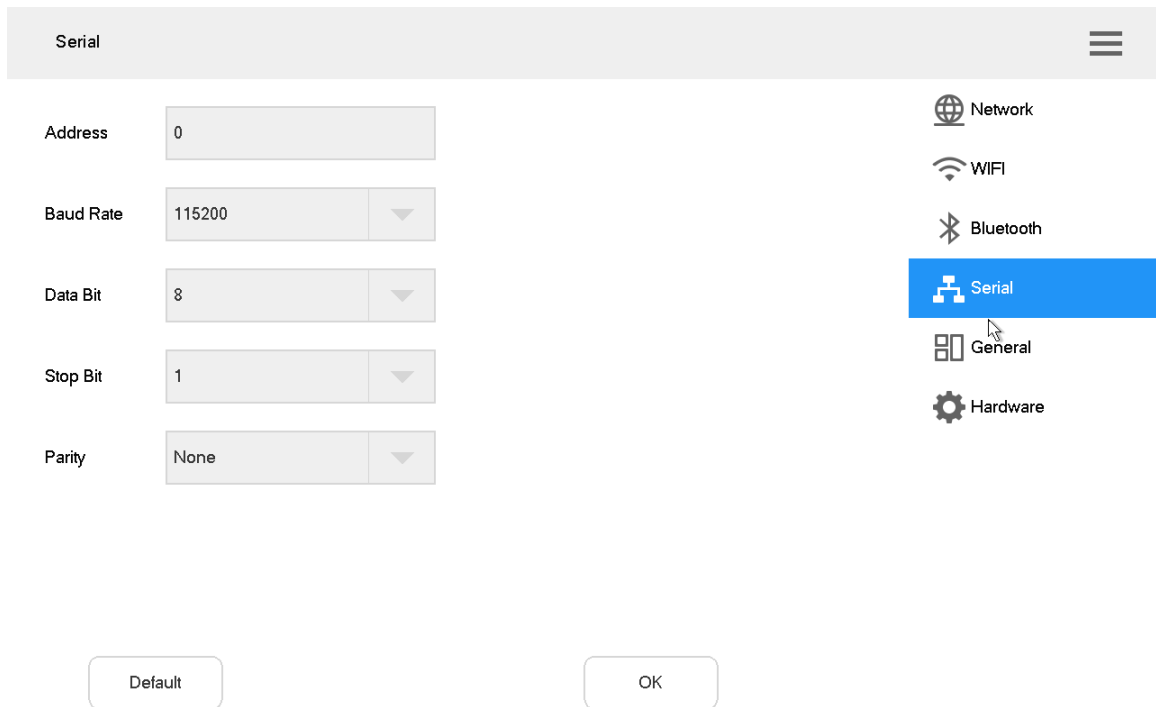 Serial
Address
0
Baud Rate
115200
Data Bit
8
Stop Bit
1
Parity
None
Default
OK
Network
WIFI
Bluetooth
Serial
General
Hardware